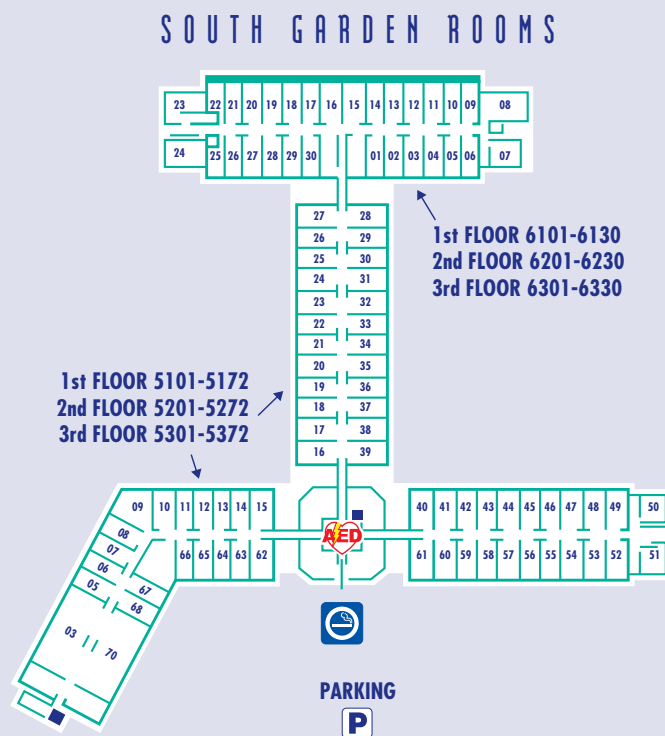 SOUTH GARDEN ROOMS
23 22 21 20 19 18 17 16 15 14 13 12 11 10 09 08
24 25 26 27 28 29 30 01 02 03 04 05 06 07
27 28
26 29
25 30
24 31
23 32
22 33
21 34
20 35
19 36
18 37
17 38
16 39
1st FLOOR 6101-6130
2nd FLOOR 6201-6230
3rd FLOOR 6301-6330
1st FLOOR 5101-5172
2nd FLOOR 5201-5272
3rd FLOOR 5301-5372
09 10 11 12 13 14 15
08
07
06
05
03
66 65 64 63 62
67
68
70
AED
40 41 42 43 44 45 46 47 48 49 50
61 60 59 58 57 56 55 54 53 52 51
PARKING
P